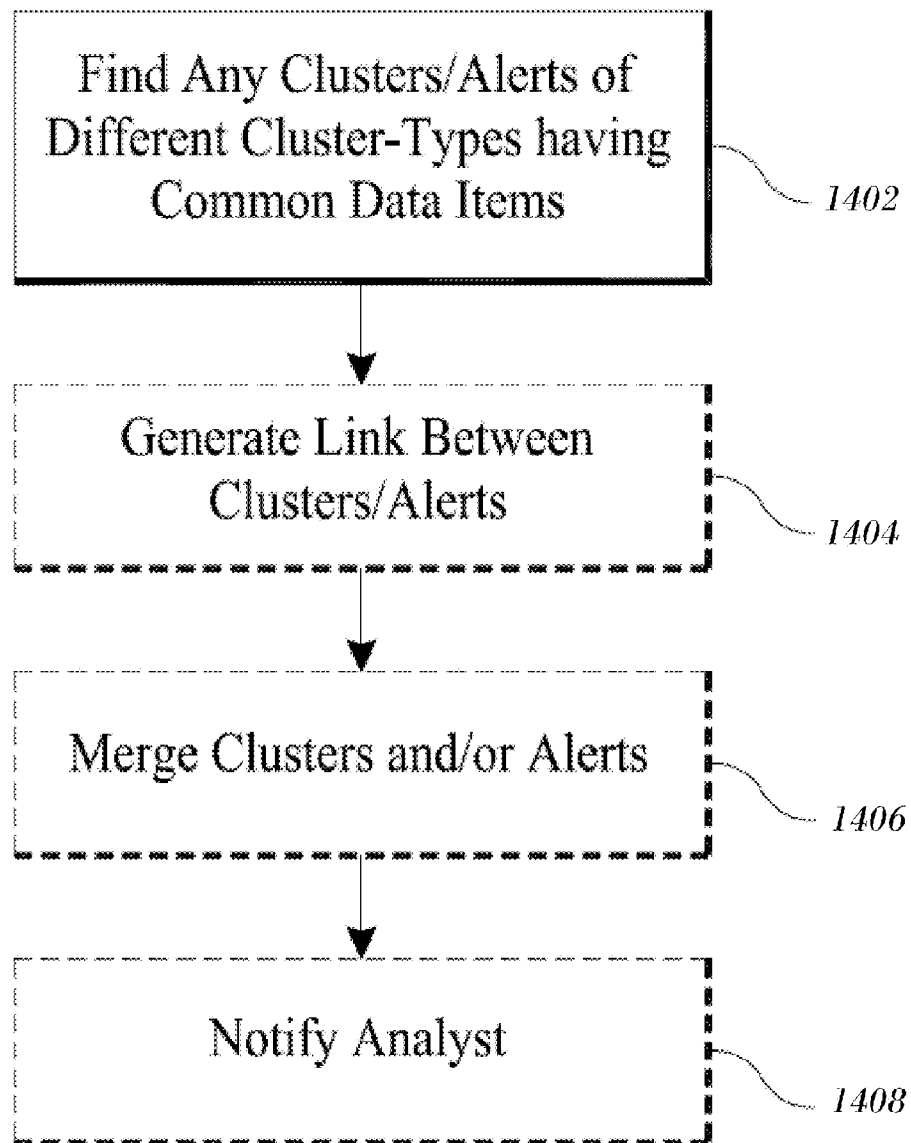 Find Any Clusters/Alerts of
Different Cluster-Types having
Common Data Items
1402
Generate Link Between
Clusters/Alerts
1404
Merge Clusters and/or Alerts
1406
Notify Analyst
1408